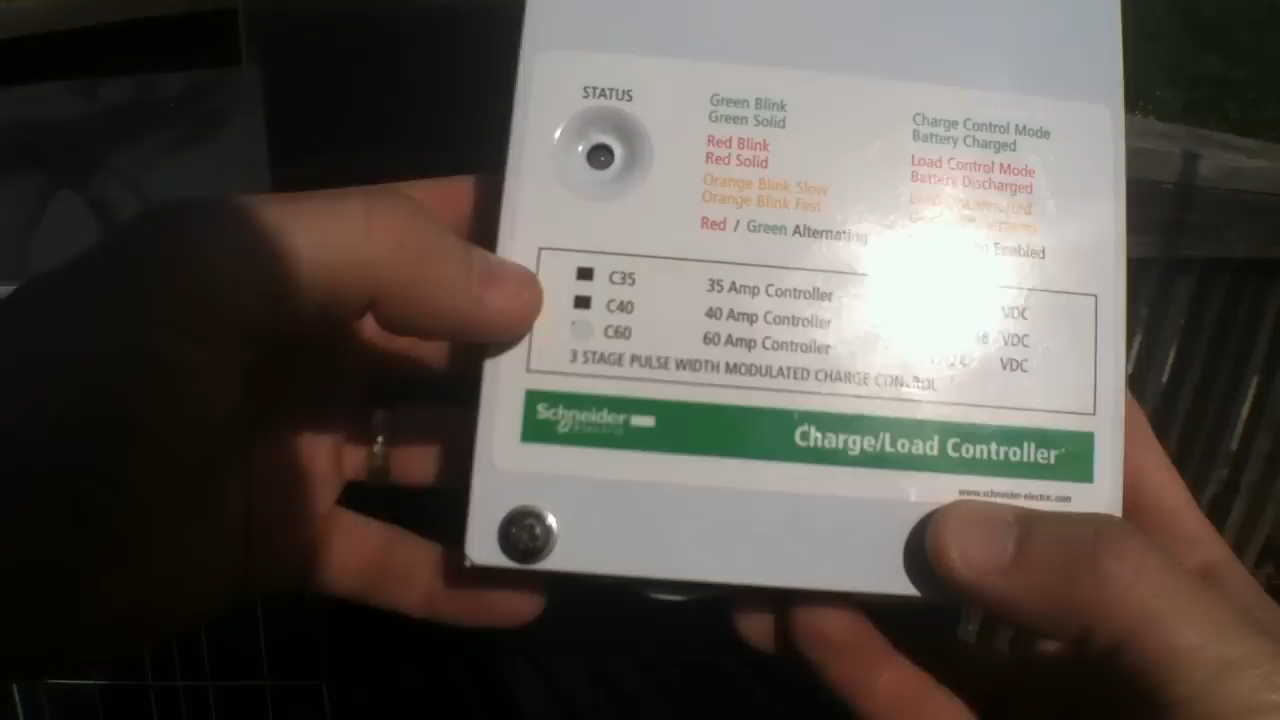 STATUS
Green Blink Charge Control Mode
Green Solid Battery Charged
Red Blink Load Control Mode
Red Solid Battery Discharged
Orange Blink Slow
Orange Blink Fast
Red / Green Alternating Enabled
C35 35 Amp Controller VDC
C40 40 Amp Controller VDC
C60 60 Amp Controller VDC
3 STAGE PULSE WIDTH MODULATED CHARGE CONTROL
Schneider Electric
Charge/Load Controller
www.schneider-electric.com